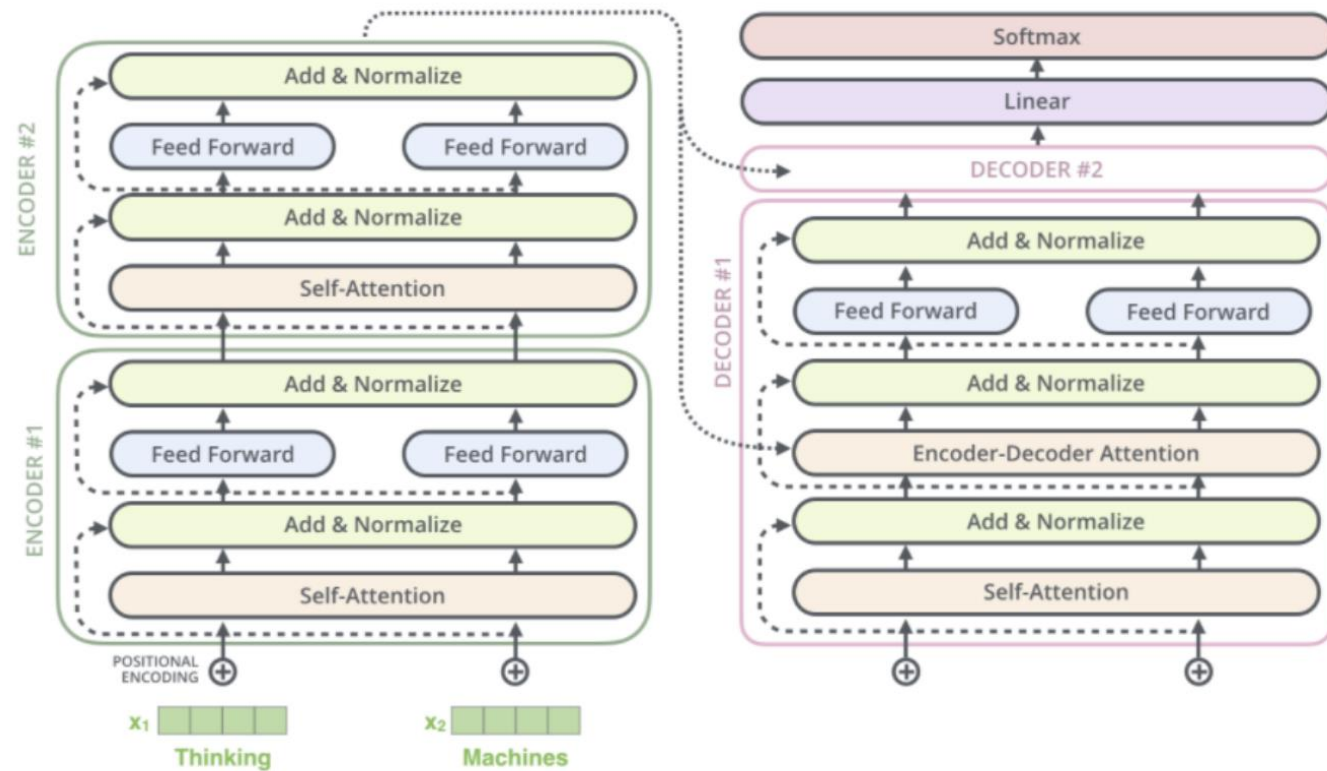 ENCODER #2
Add & Normalize
Feed Forward
Feed Forward
Add & Normalize
Self-Attention
ENCODER #1
Add & Normalize
Feed Forward
Feed Forward
Add & Normalize
Self-Attention
POSITIONAL
ENCODING
x₁
x₂
Thinking
Machines
Softmax
Linear
DECODER #2
DECODER #1
Add & Normalize
Feed Forward
Feed Forward
Add & Normalize
Encoder-Decoder Attention
Add & Normalize
Self-Attention